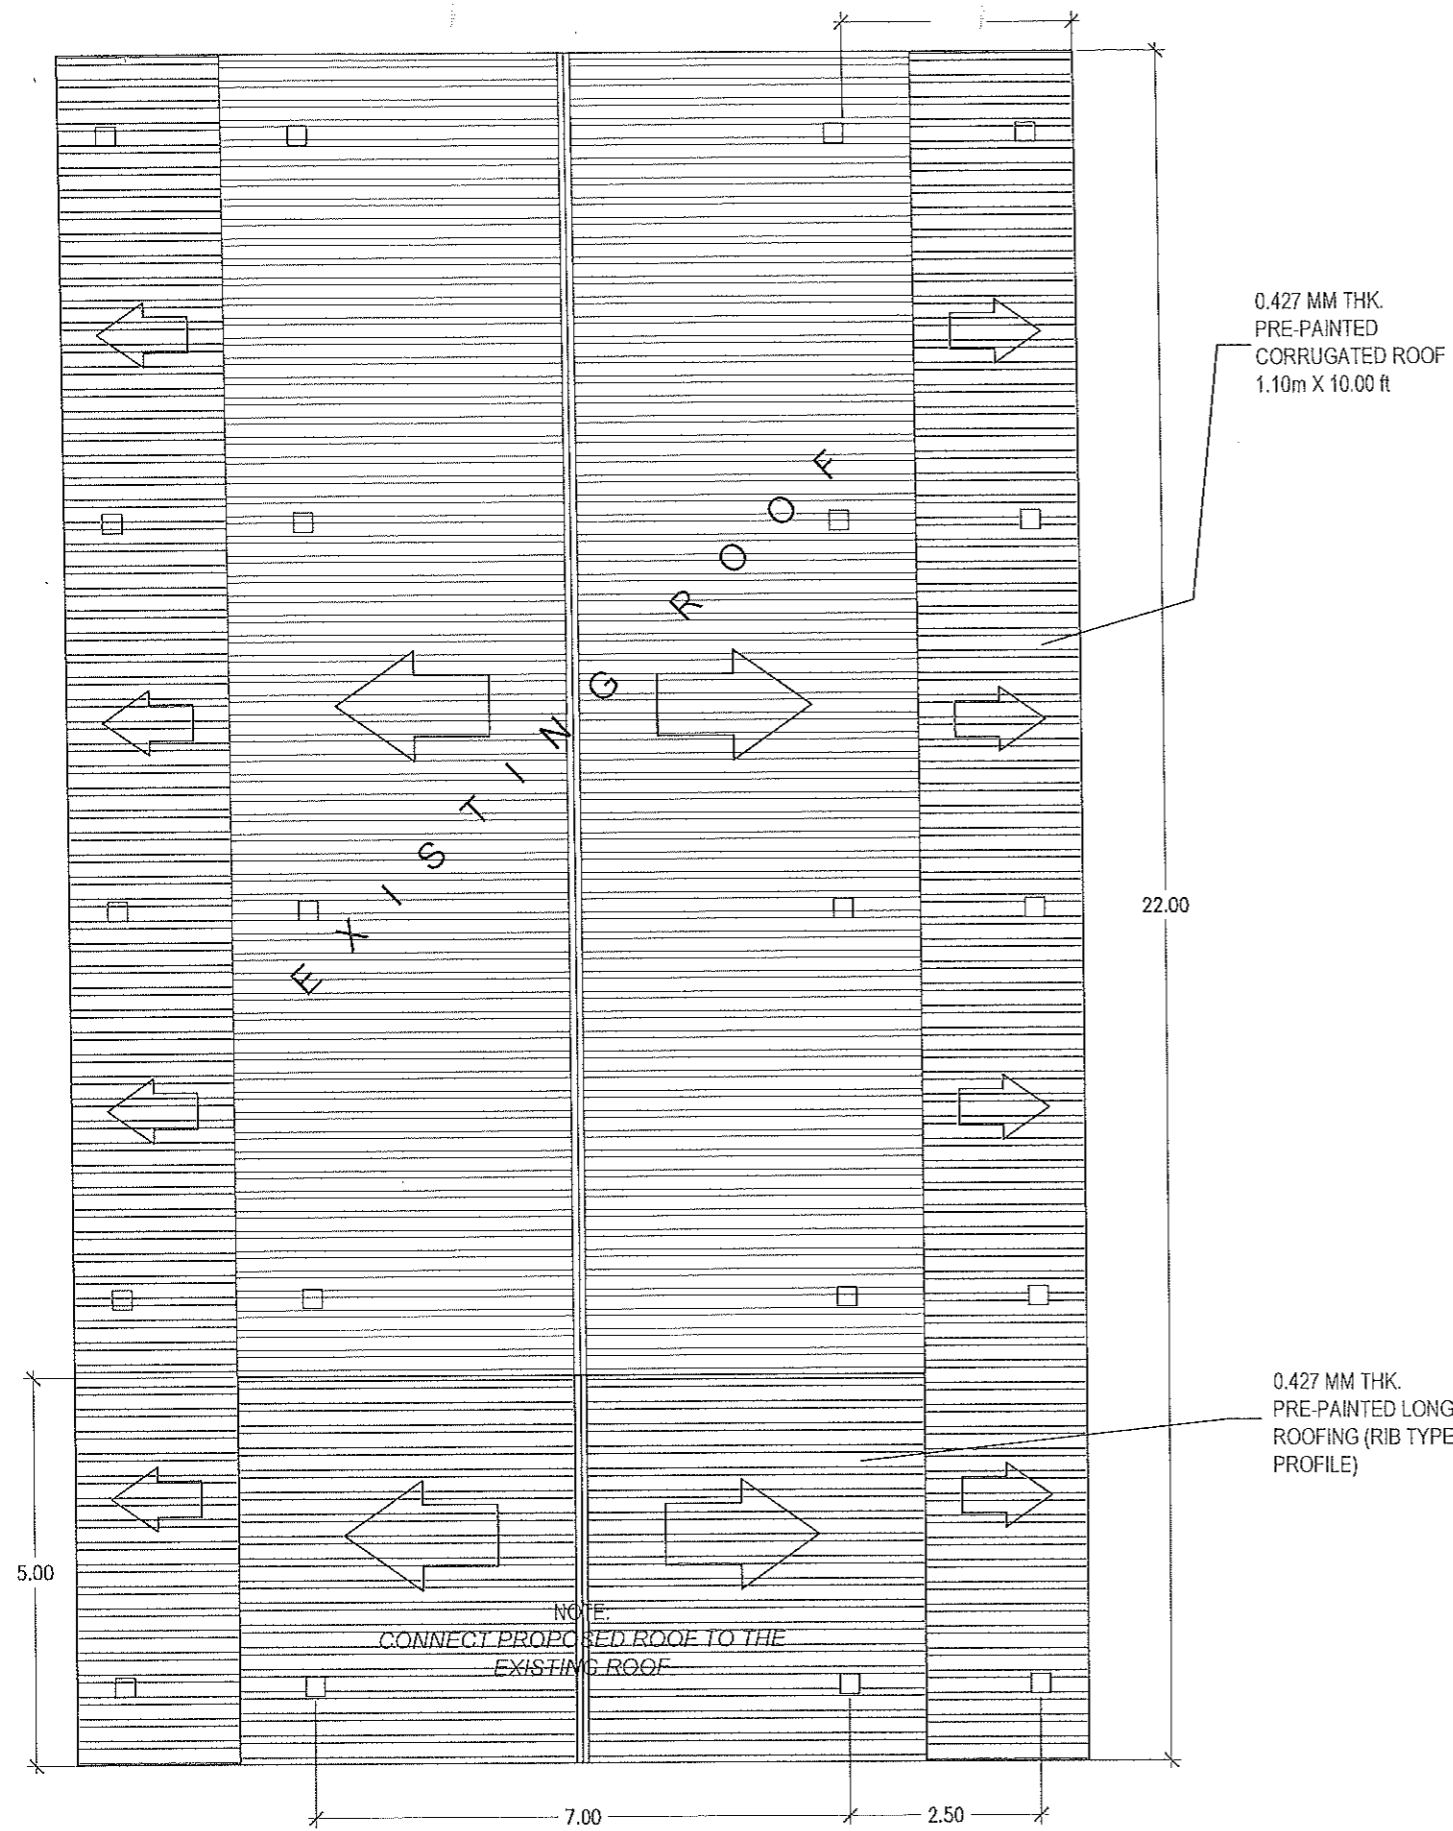 0.427 MM THK.
PRE-PAINTED
CORRUGATED ROOF
1.10m X 10.00 ft
EXISTING ROOF
22.00
0.427 MM THK.
PRE-PAINTED LONG
ROOFING (RIB TYPE
PROFILE)
5.00
NOTE:
CONNECT PROPOSED ROOF TO THE
EXISTING ROOF
7.00
2.50